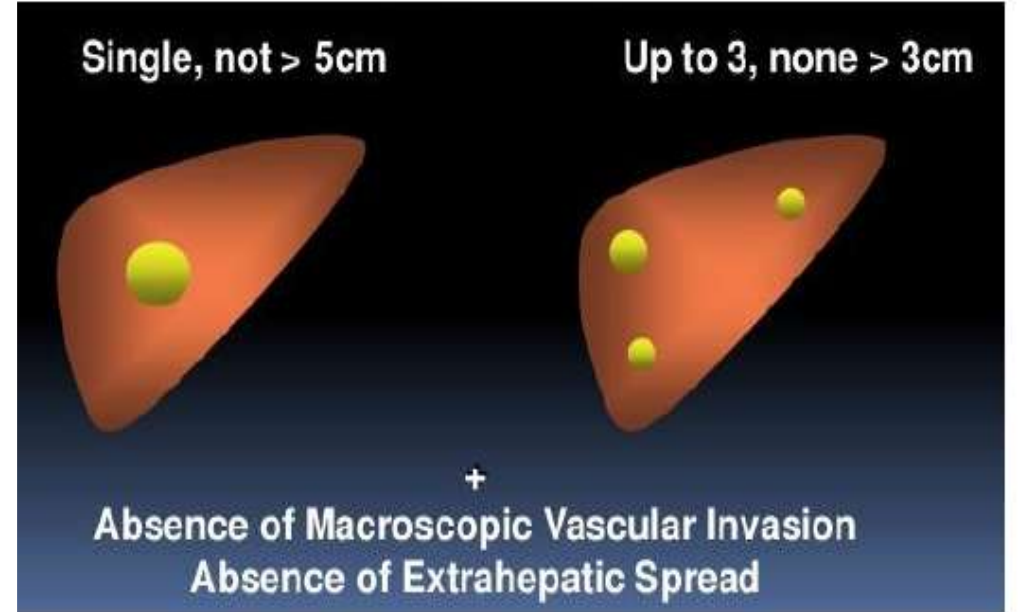 Single, not > 5cm
Up to 3, none > 3cm
+
Absence of Macroscopic Vascular Invasion
Absence of Extrahepatic Spread